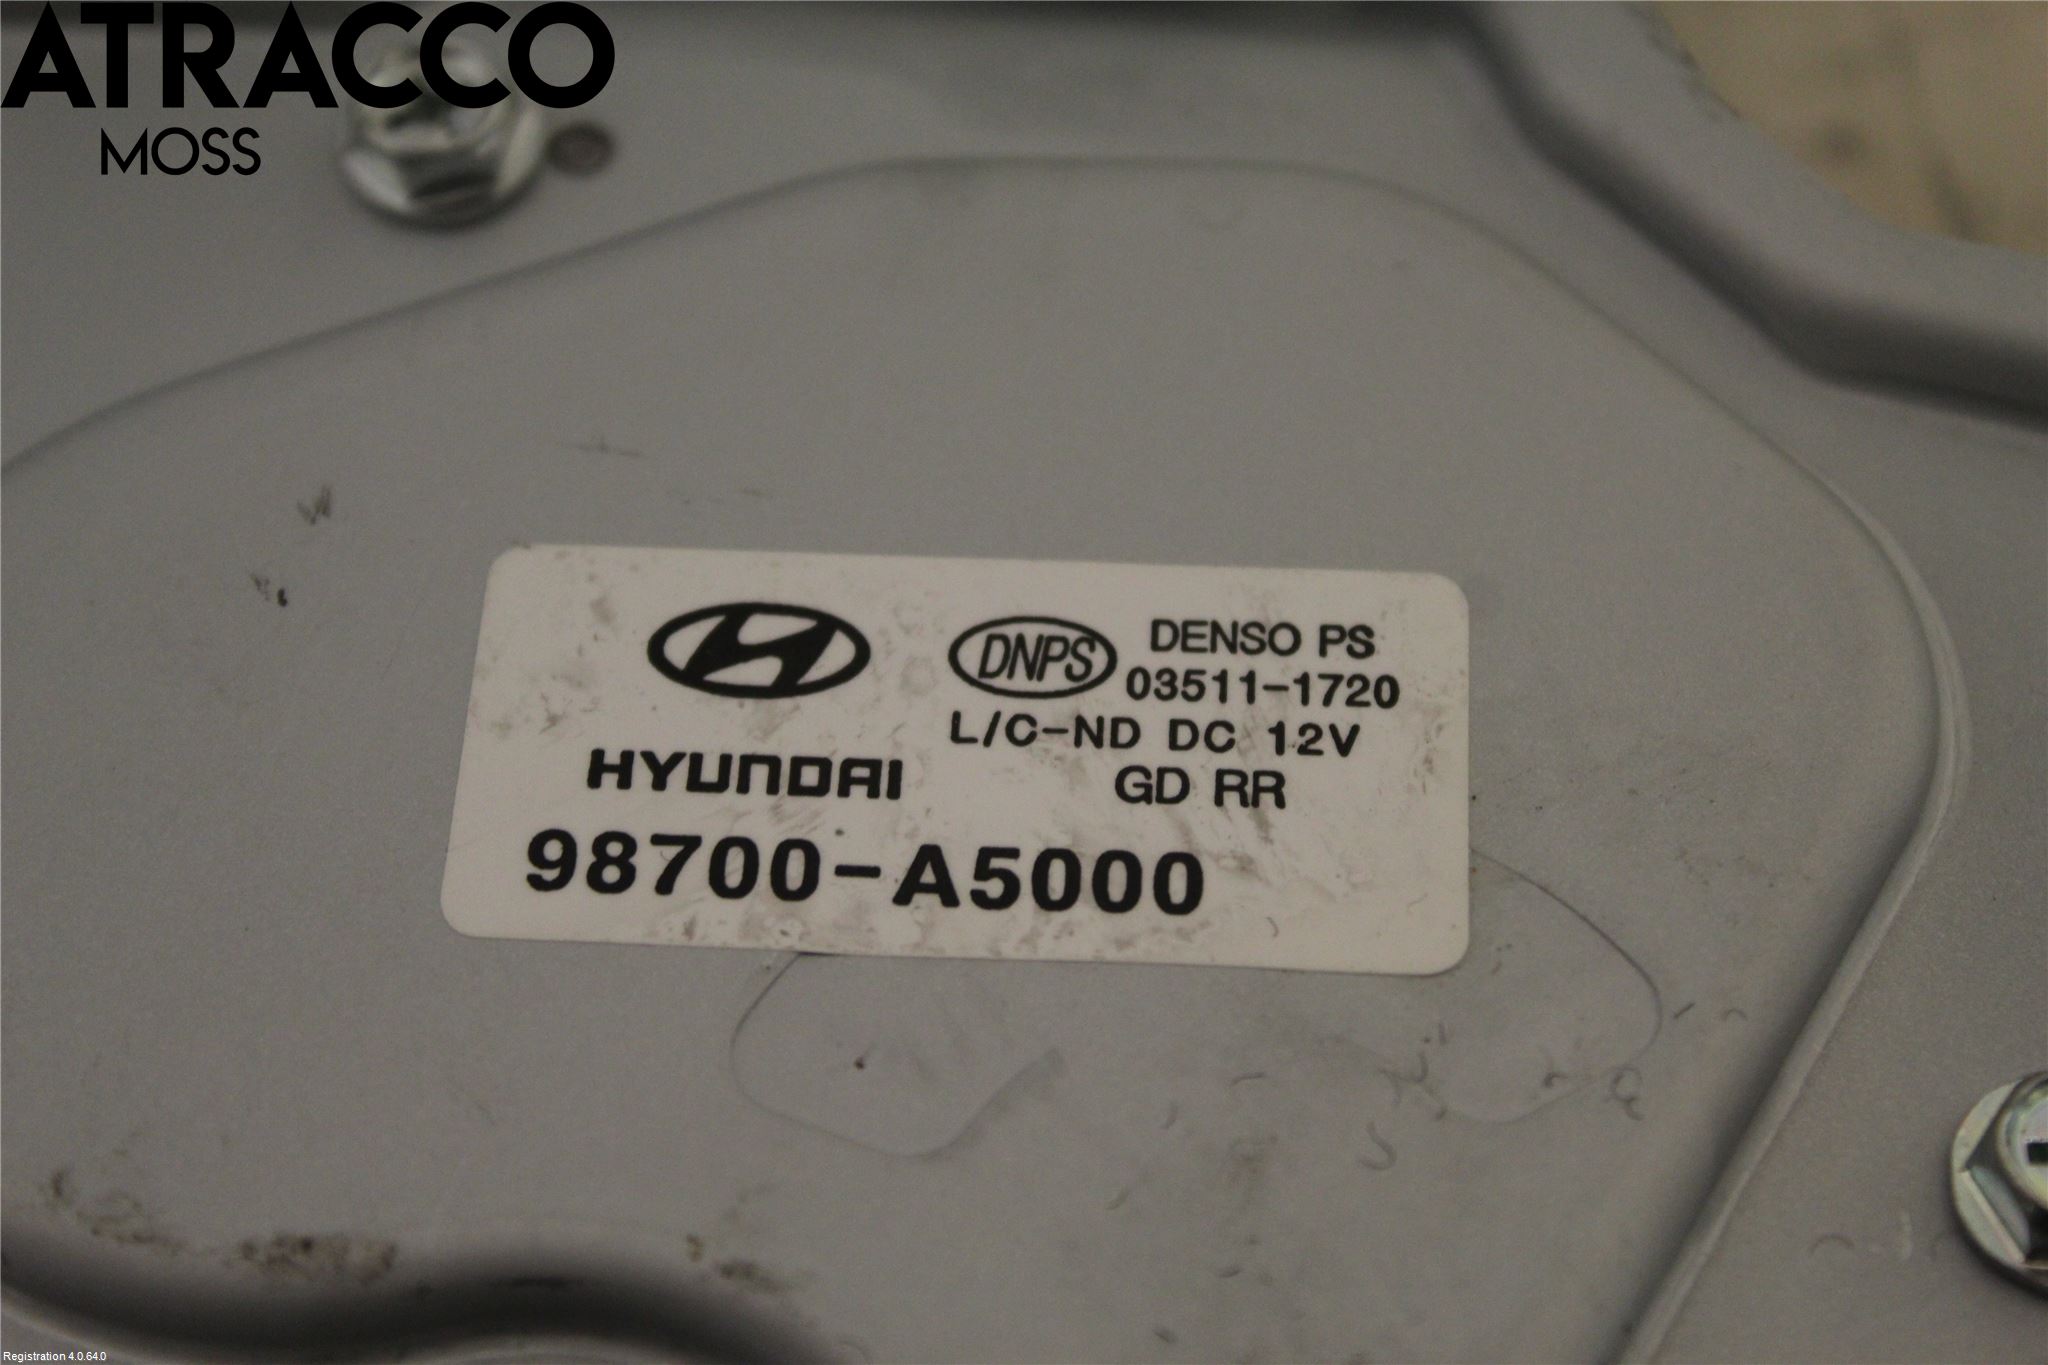 ATRACCO
MOSS
DNPS
DENSO PS
03511-1720
L/C-ND DC 12V
HYUNDAI
GD RR
98700-A5000
Registration 4.0.64.0